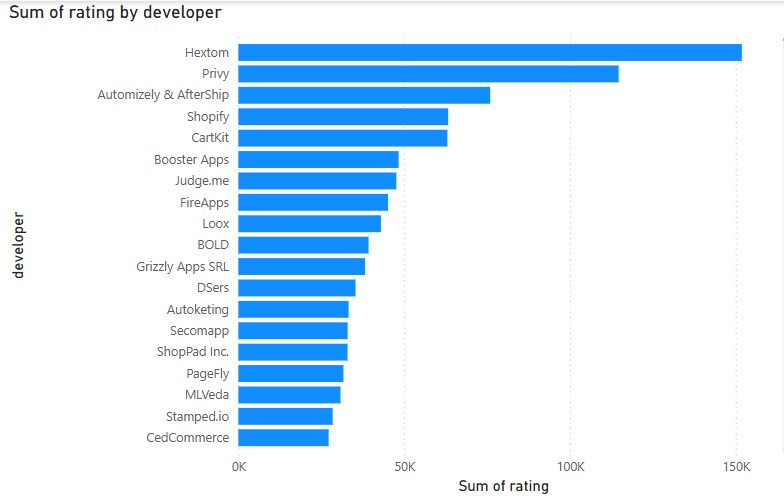 Sum of rating by developer
Hextom
Privy
Automizely & AfterShip
Shopify
CartKit
Booster Apps
Judge.me
FireApps
Loox
BOLD
Grizzly Apps SRL
DSers
Autoketing
Secomapp
ShopPad Inc.
PageFly
MLVeda
Stamped.io
CedCommerce
developer
0K 50K 100K 150K
Sum of rating